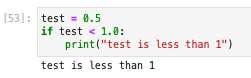 [53]: test = 0.5
if test < 1.0:
    print("test is less than 1")
test is less than 1